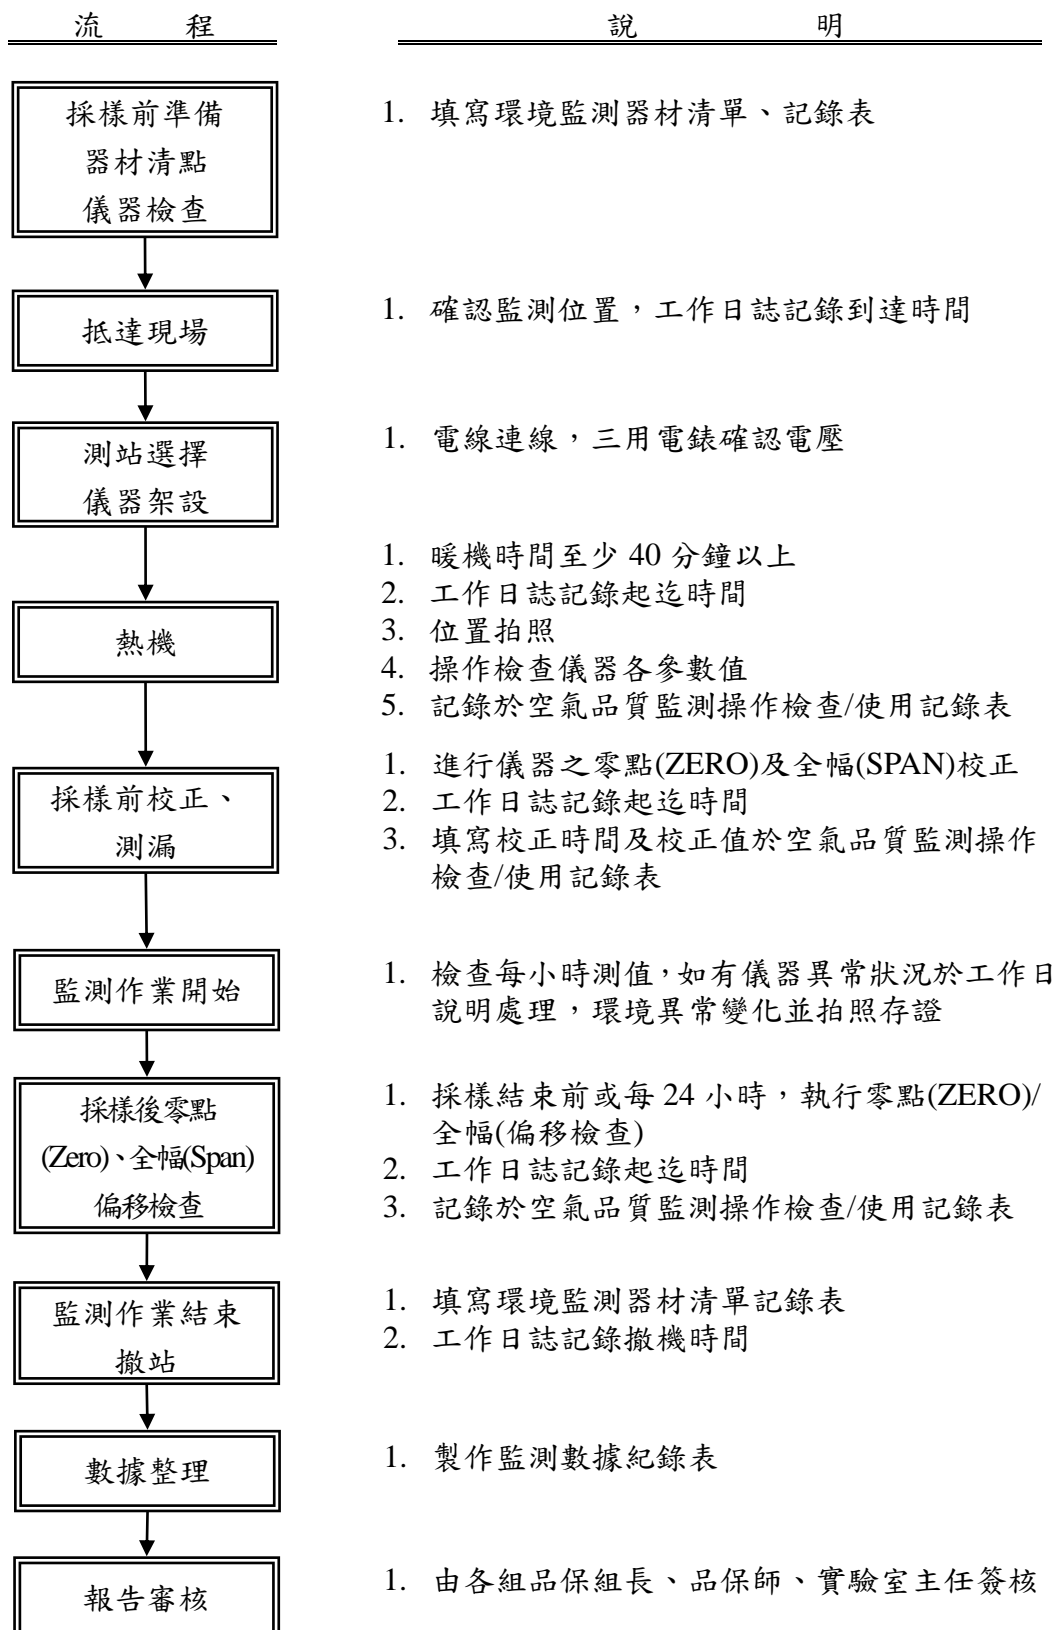 流 程
說 明
採樣前準備
器材清點
儀器檢查
1. 填寫環境監測器材清單、記錄表
抵達現場
1. 確認監測位置，工作日誌記錄到達時間
測站選擇
儀器架設
1. 電線連線，三用電錶確認電壓
熱機
1. 暖機時間至少 40 分鐘以上
2. 工作日誌記錄起迄時間
3. 位置拍照
4. 操作檢查儀器各參數值
5. 記錄於空氣品質監測操作檢查/使用記錄表
採樣前校正、
測漏
1. 進行儀器之零點(ZERO)及全幅(SPAN)校正
2. 工作日誌記錄起迄時間
3. 填寫校正時間及校正值於空氣品質監測操作
檢查/使用記錄表
監測作業開始
1. 檢查每小時測值，如有儀器異常狀況於工作日
說明處理，環境異常變化並拍照存證
採樣後零點
(Zero)、全幅(Span)
偏移檢查
1. 採樣結束前或每 24 小時，執行零點(ZERO)/
全幅(偏移檢查)
2. 工作日誌記錄起迄時間
3. 記錄於空氣品質監測操作檢查/使用記錄表
監測作業結束
撤站
1. 填寫環境監測器材清單記錄表
2. 工作日誌記錄撤機時間
數據整理
1. 製作監測數據紀錄表
報告審核
1. 由各組品保組長、品保師、實驗室主任簽核